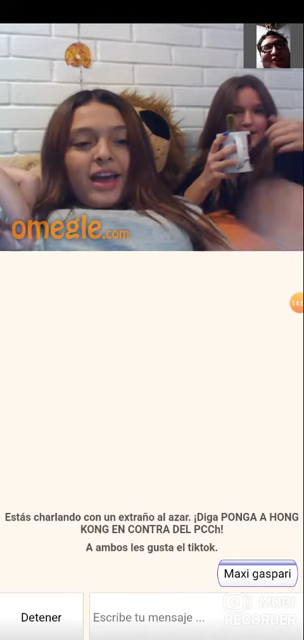 omegle.com
Estás charlando con un extraño al azar. ¡Diga PONGA A HONG
KONG EN CONTRA DEL PCCh!
A ambos les gusta el tiktok.
Maxi gaspari
Detener
Escribe tu mensaje ...
MOBI
RECORDER